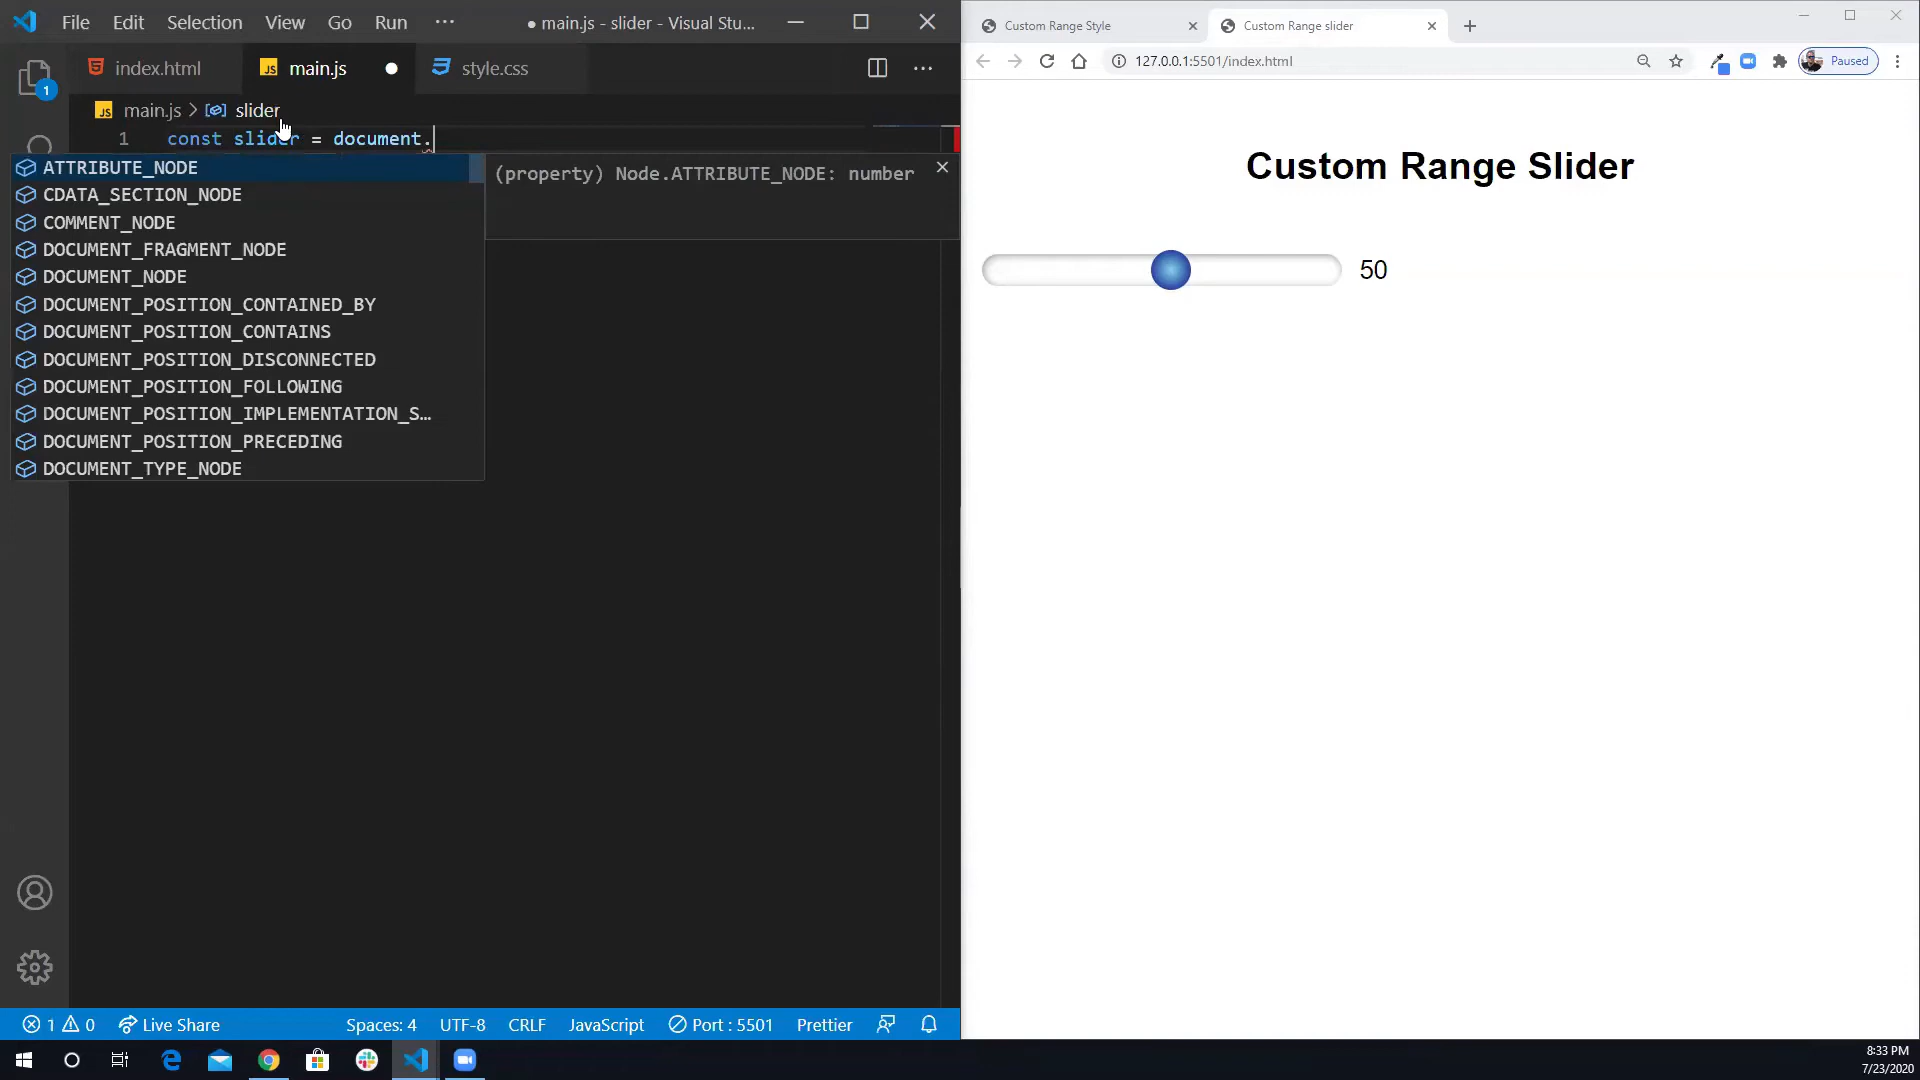 File Edit Selection View Go Run ··· ● main.js - slider - Visual Stu...
index.html main.js ● style.css ···
1
JS main.js > slider
1 const slider = document.
ATTRIBUTE_NODE
CDATA_SECTION_NODE
COMMENT_NODE
DOCUMENT_FRAGMENT_NODE
DOCUMENT_NODE
DOCUMENT_POSITION_CONTAINED_BY
DOCUMENT_POSITION_CONTAINS
DOCUMENT_POSITION_DISCONNECTED
DOCUMENT_POSITION_FOLLOWING
DOCUMENT_POSITION_IMPLEMENTATION_S...
DOCUMENT_POSITION_PRECEDING
DOCUMENT_TYPE_NODE
(property) Node.ATTRIBUTE_NODE: number
1 0 Live Share Spaces: 4 UTF-8 CRLF JavaScript Port : 5501 Prettier
Custom Range Style Custom Range slider
127.0.0.1:5501/index.html Paused
Custom Range Slider
50
8:33 PM
7/23/2020